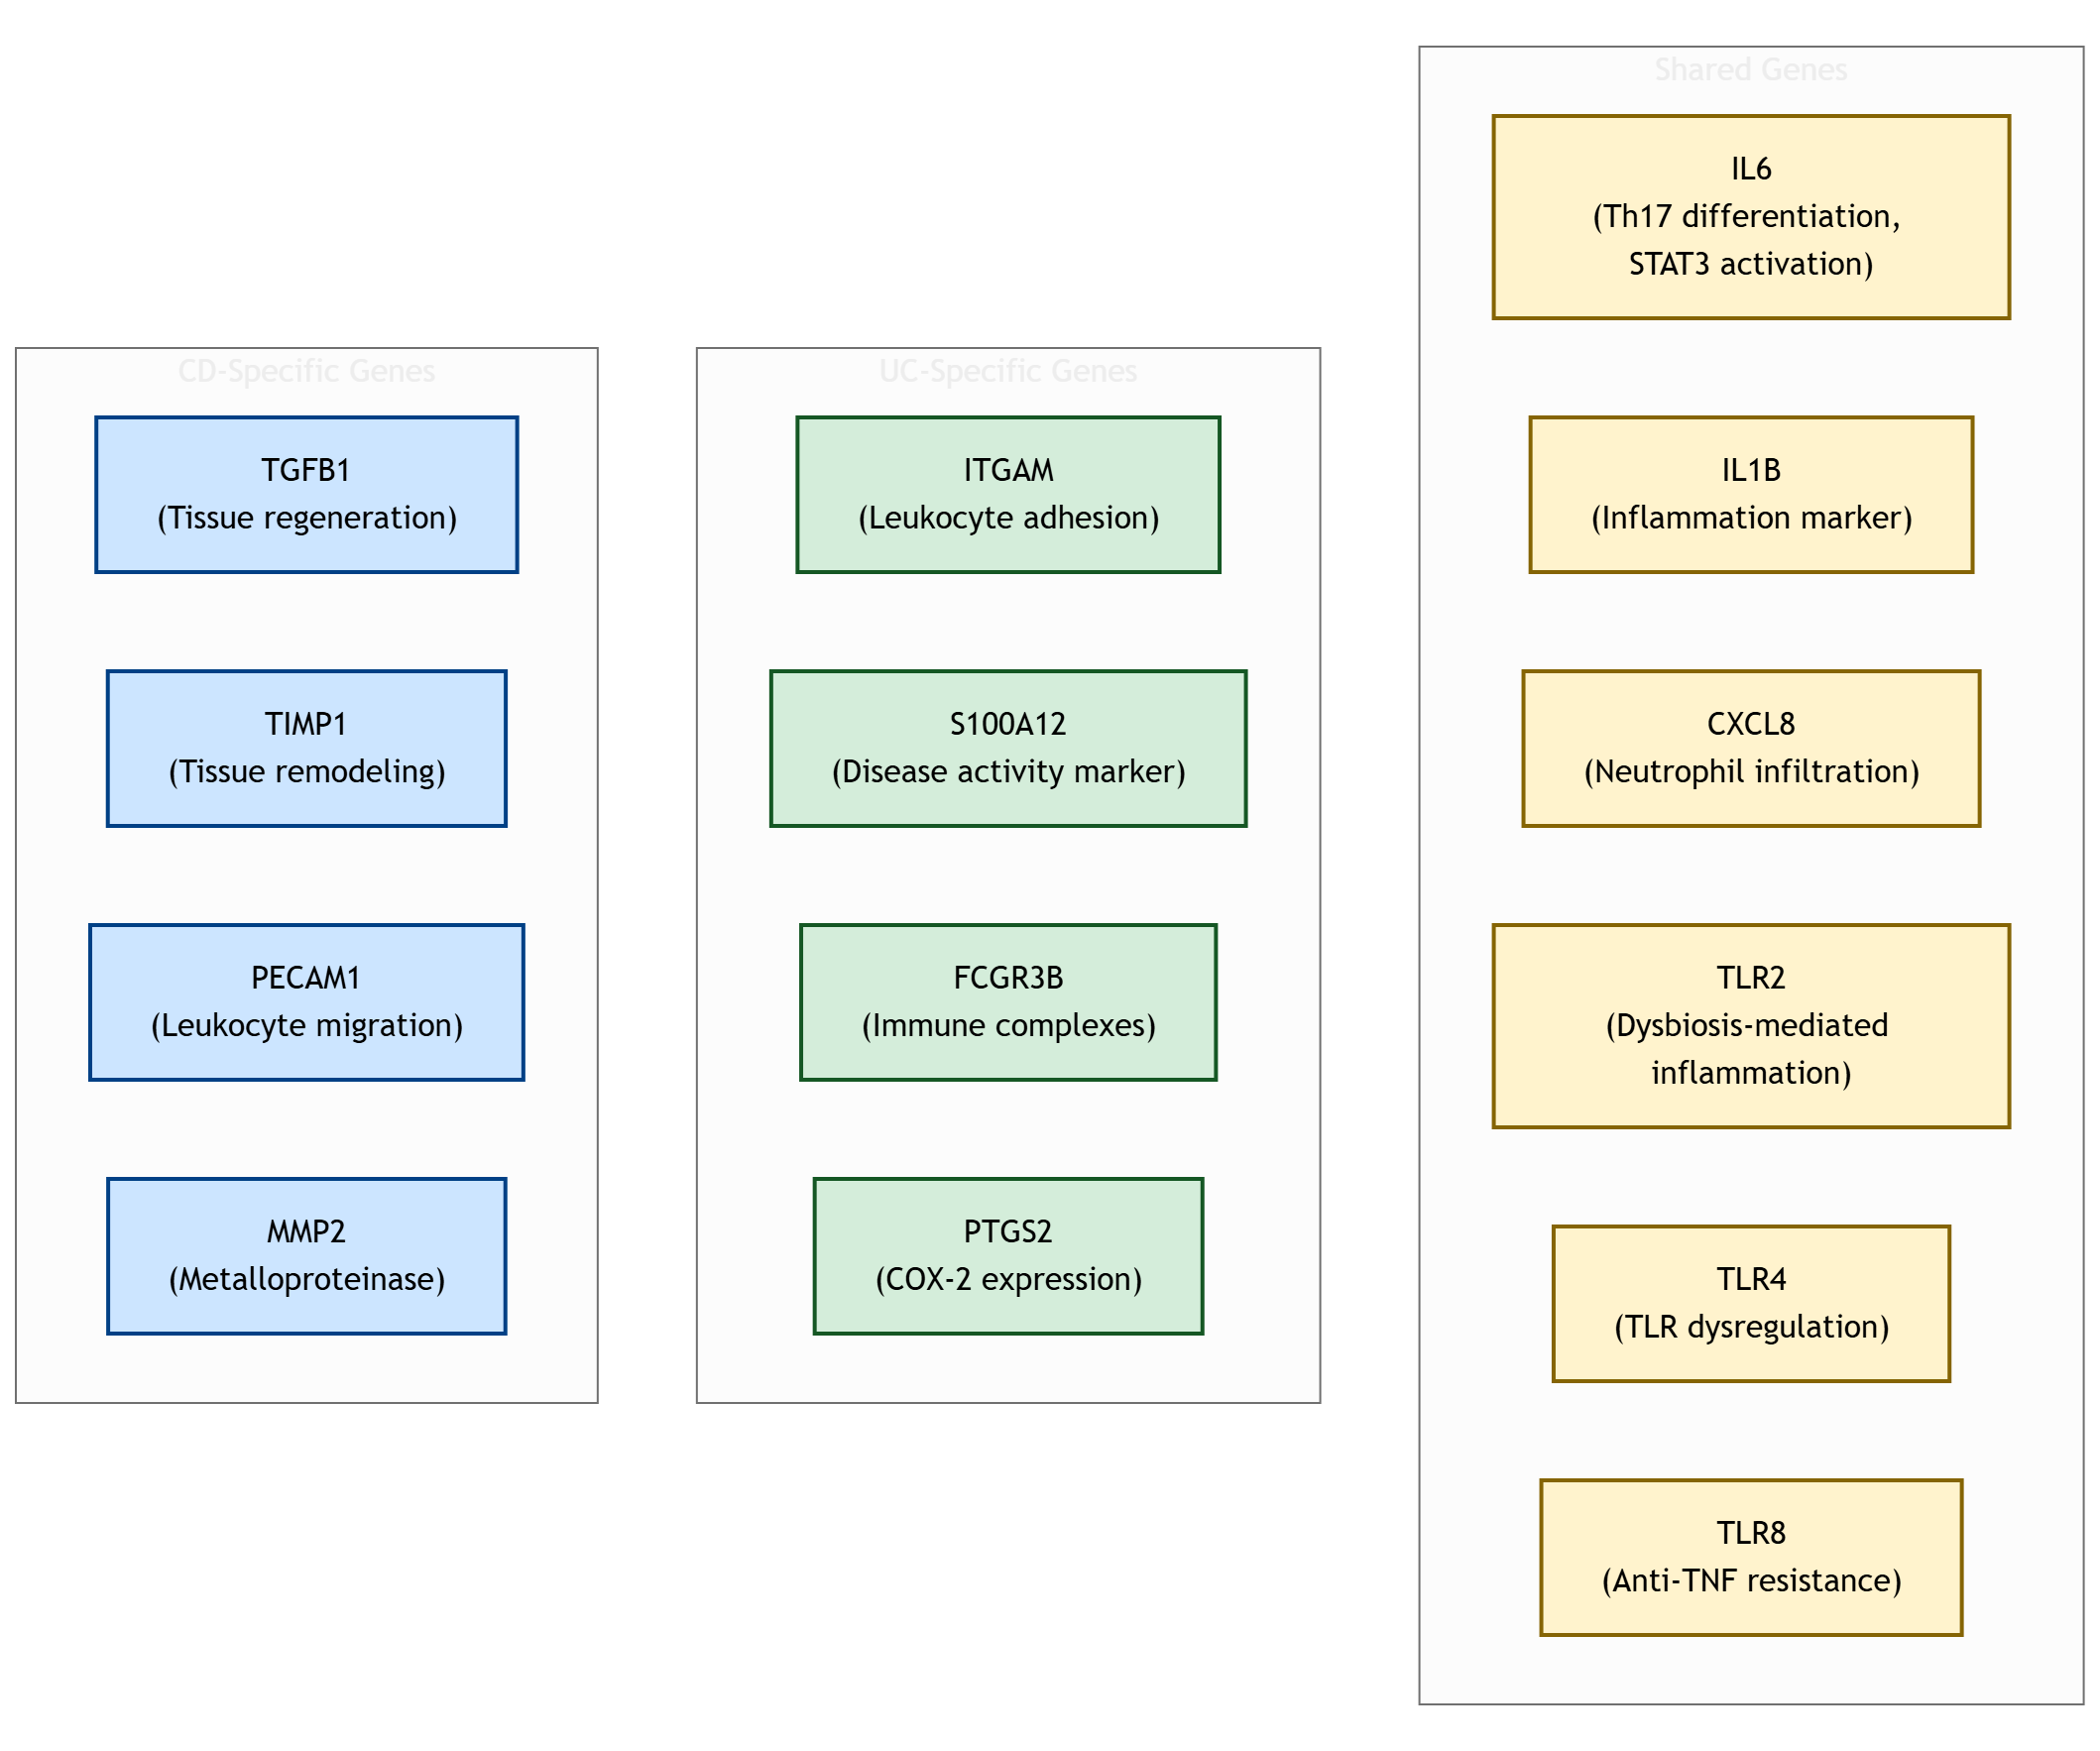 CD-Specific Genes
TGFB1
(Tissue regeneration)
TIMP1
(Tissue remodeling)
PECAM1
(Leukocyte migration)
MMP2
(Metalloproteinase)
UC-Specific Genes
ITGAM
(Leukocyte adhesion)
S100A12
(Disease activity marker)
FCGR3B
(Immune complexes)
PTGS2
(COX-2 expression)
Shared Genes
IL6
(Th17 differentiation,
STAT3 activation)
IL1B
(Inflammation marker)
CXCL8
(Neutrophil infiltration)
TLR2
(Dysbiosis-mediated
inflammation)
TLR4
(TLR dysregulation)
TLR8
(Anti-TNF resistance)